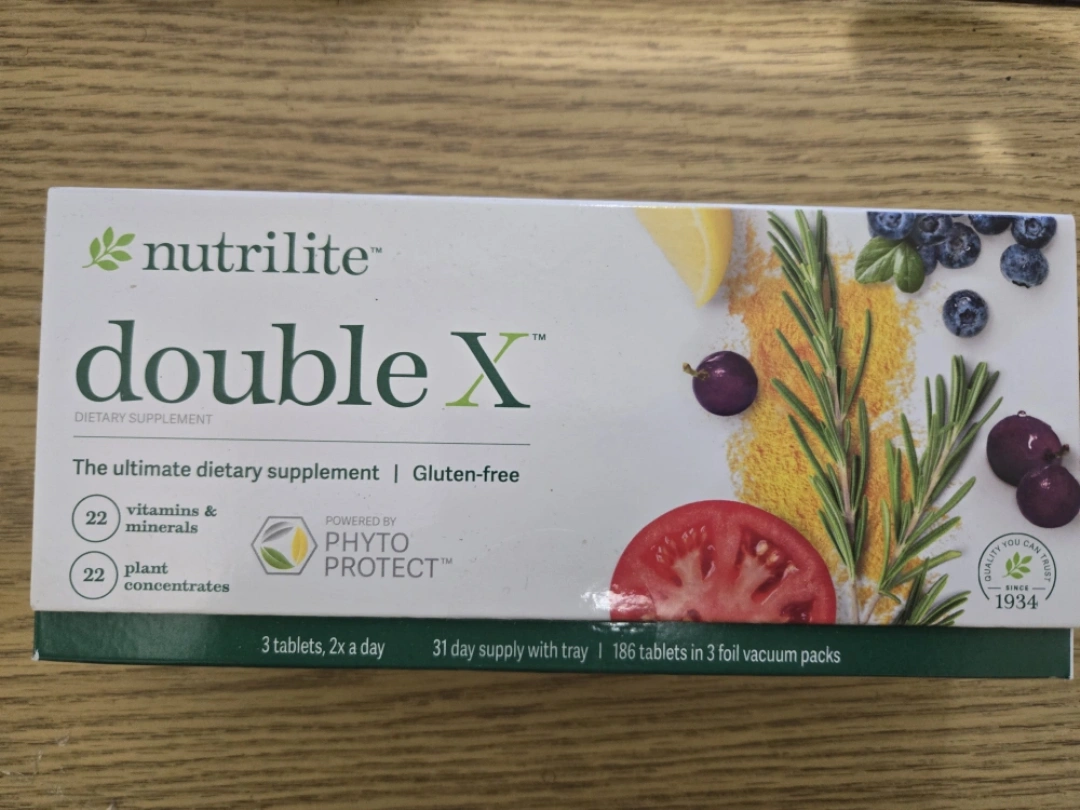 nutrilite™
double X™
DIETARY SUPPLEMENT
The ultimate dietary supplement | Gluten-free
22 vitamins & minerals
22 plant concentrates
POWERED BY
PHYTO
PROTECT™
QUALITY YOU CAN TRUST
SINCE
1934
3 tablets, 2x a day 31 day supply with tray | 186 tablets in 3 foil vacuum packs